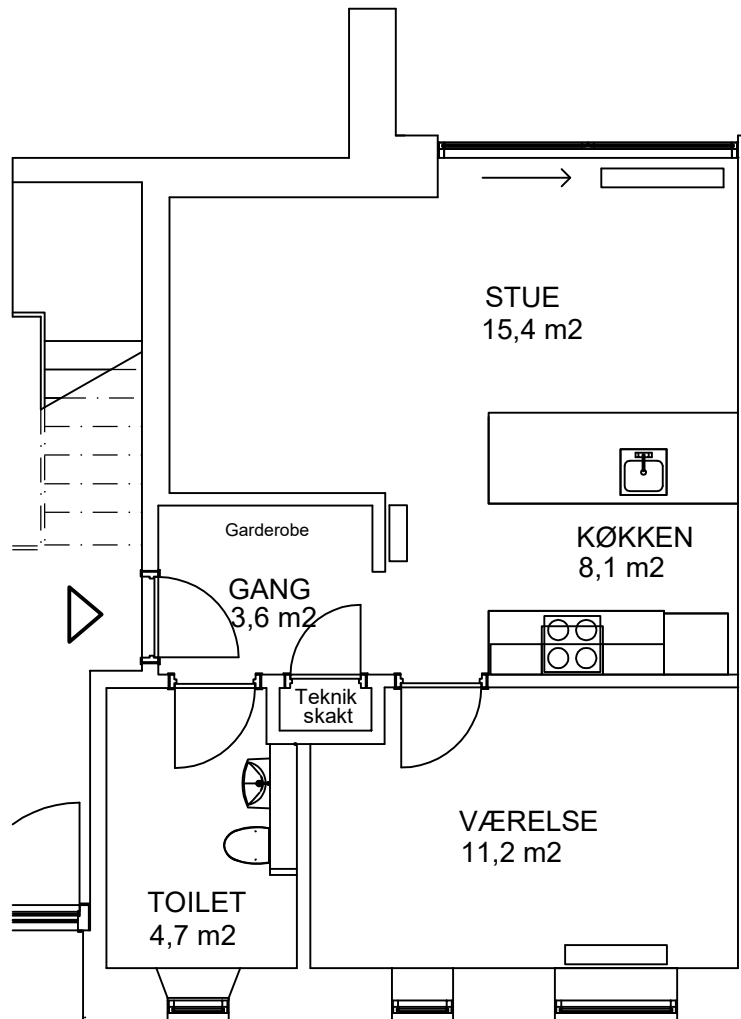 STUE
15,4 m2
KØKKEN
8,1 m2
Garderobe
GANG
3,6 m2
Teknik
skakt
VÆRELSE
11,2 m2
TOILET
4,7 m2